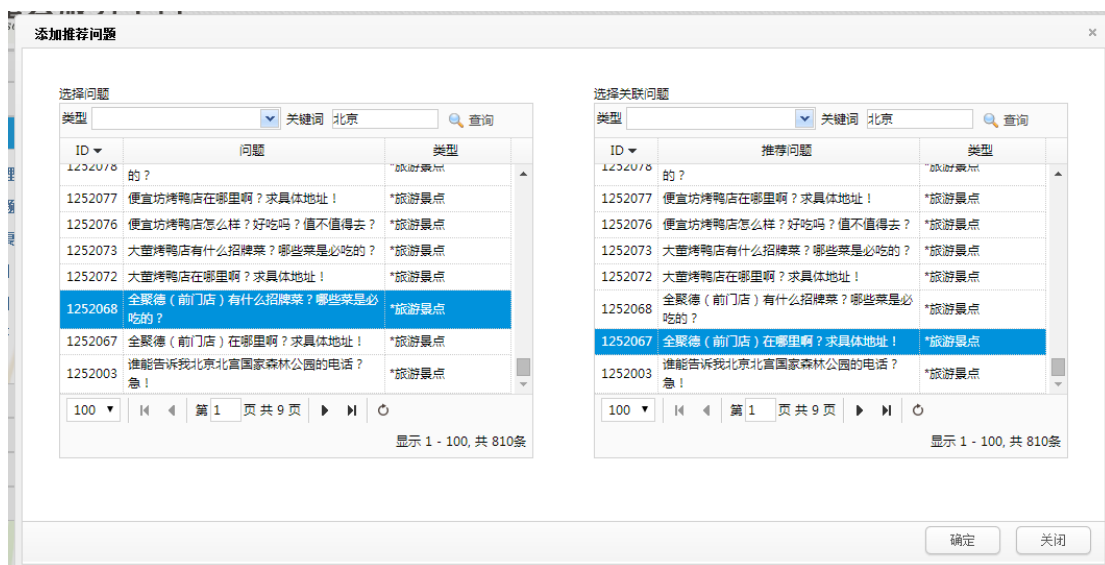 添加推荐问题
×
选择问题
类型 关键词 北京 查询
ID 问题 类型
1252078 的？ *旅游景点
1252077 便宜坊烤鸭店在哪里啊？求具体地址！ *旅游景点
1252076 便宜坊烤鸭店怎么样？好吃吗？值不值得去？ *旅游景点
1252073 大董烤鸭店有什么招牌菜？哪些菜是必吃的？ *旅游景点
1252072 大董烤鸭店在哪里啊？求具体地址！ *旅游景点
1252068 全聚德（前门店）有什么招牌菜？哪些菜是必
吃的？ *旅游景点
1252067 全聚德（前门店）在哪里啊？求具体地址！ *旅游景点
1252003 谁能告诉我北京北宫国家森林公园的电话？
急！ *旅游景点
100 第 1 页 共 9 页
显示 1 - 100, 共 810条
选择关联问题
类型 关键词 北京 查询
ID 推荐问题 类型
1252078 的？ *旅游景点
1252077 便宜坊烤鸭店在哪里啊？求具体地址！ *旅游景点
1252076 便宜坊烤鸭店怎么样？好吃吗？值不值得去？ *旅游景点
1252073 大董烤鸭店有什么招牌菜？哪些菜是必吃的？ *旅游景点
1252072 大董烤鸭店在哪里啊？求具体地址！ *旅游景点
1252068 全聚德（前门店）有什么招牌菜？哪些菜是必
吃的？ *旅游景点
1252067 全聚德（前门店）在哪里啊？求具体地址！ *旅游景点
1252003 谁能告诉我北京北宫国家森林公园的电话？
急！ *旅游景点
100 第 1 页 共 9 页
显示 1 - 100, 共 810条
确定 关闭